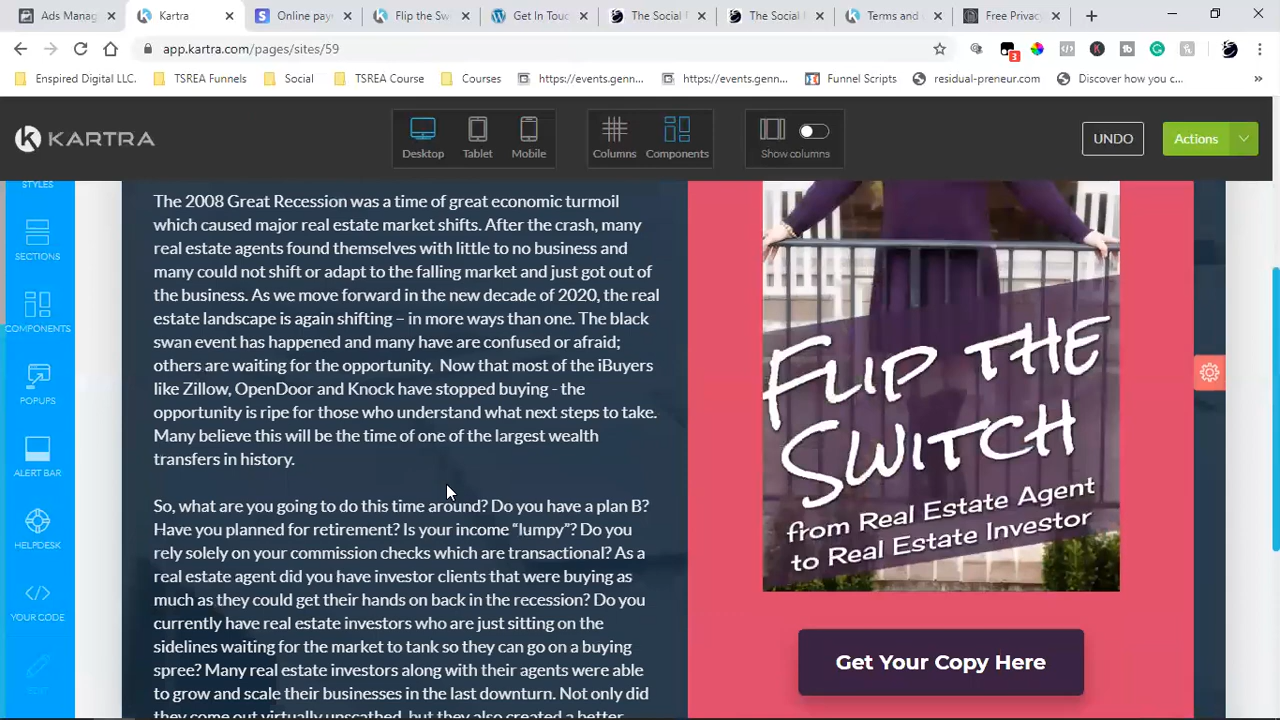 Ads Manag
Kartra
Online pay
Flip the Sw
Get in Touc
The Social
The Social
Terms and
Free Privac
app.kartra.com/pages/sites/59
3
Enspired Digital LLC.
TSREA Funnels
Social
TSREA Course
Courses
https://events.genn...
https://events.genn...
Funnel Scripts
residual-preneur.com
Discover how you c...
KARTRA
Desktop
Tablet
Mobile
Columns
Components
Show columns
UNDO
Actions
STYLES
SECTIONS
COMPONENTS
POPUPS
ALERT BAR
HELPDESK
YOUR CODE
EDIT
The 2008 Great Recession was a time of great economic turmoil
which caused major real estate market shifts. After the crash, many
real estate agents found themselves with little to no business and
many could not shift or adapt to the falling market and just got out of
the business. As we move forward in the new decade of 2020, the real
estate landscape is again shifting – in more ways than one. The black
swan event has happened and many have are confused or afraid;
others are waiting for the opportunity. Now that most of the iBuyers
like Zillow, OpenDoor and Knock have stopped buying - the
opportunity is ripe for those who understand what next steps to take.
Many believe this will be the time of one of the largest wealth
transfers in history.
So, what are you going to do this time around? Do you have a plan B?
Have you planned for retirement? Is your income “lumpy”? Do you
rely solely on your commission checks which are transactional? As a
real estate agent did you have investor clients that were buying as
much as they could get their hands on back in the recession? Do you
currently have real estate investors who are just sitting on the
sidelines waiting for the market to tank so they can go on a buying
spree? Many real estate investors along with their agents were able
to grow and scale their businesses in the last downturn. Not only did
they come out virtually unscathed, but they also created a better
FLIP THE
SWITCH
from Real Estate Agent
to Real Estate Investor
Get Your Copy Here